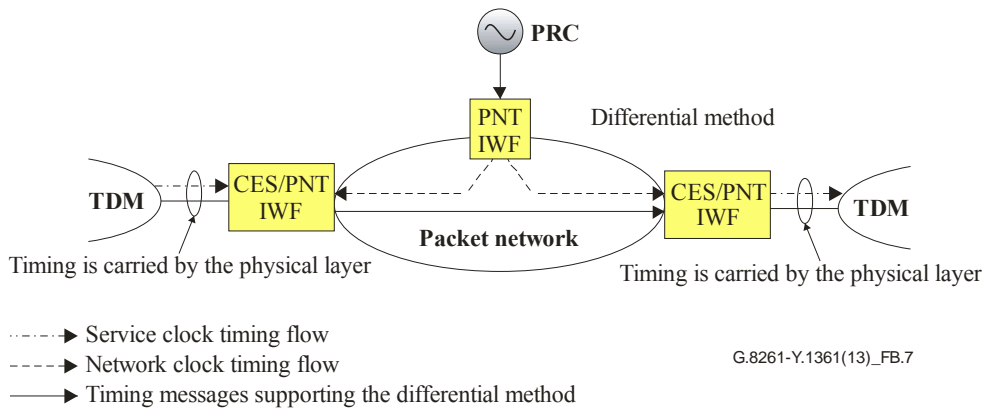 PRC
PNT
IWF
Differential method
TDM
CES/PNT
IWF
CES/PNT
IWF
TDM
Packet network
Timing is carried by the physical layer
Timing is carried by the physical layer
Service clock timing flow
Network clock timing flow
G.8261-Y.1361(13)_FB.7
Timing messages supporting the differential method